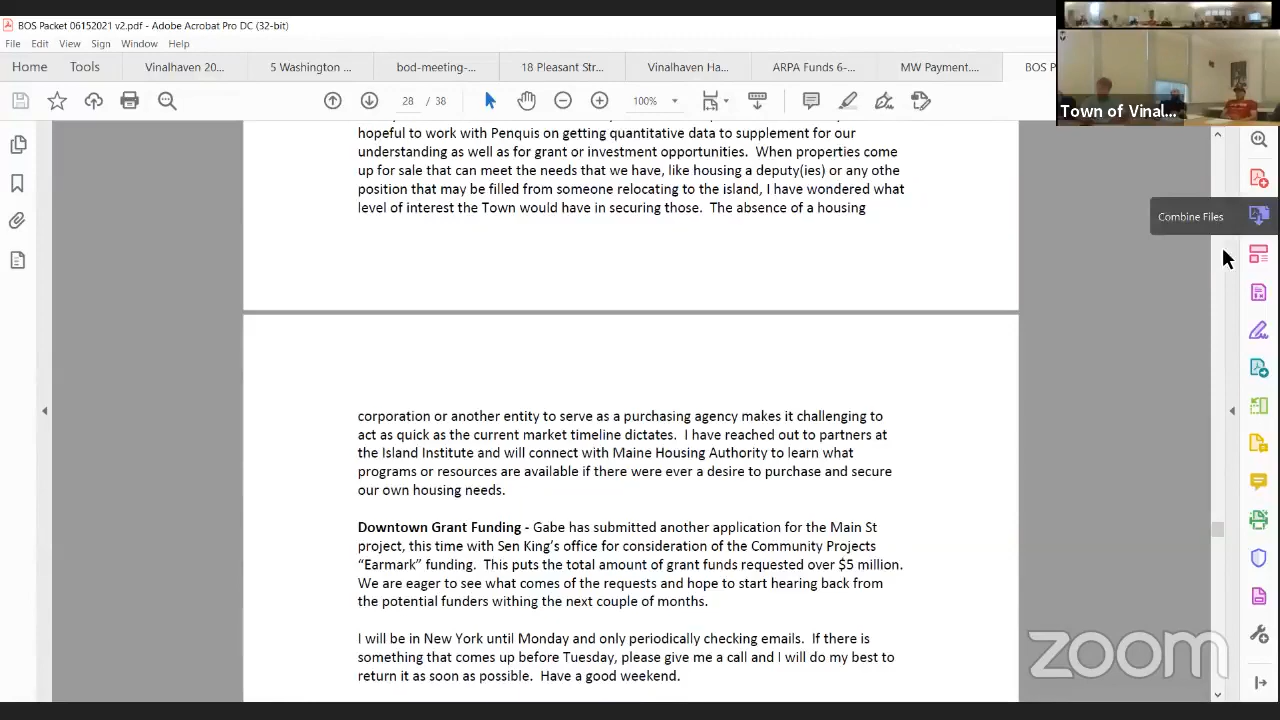 BOS Packet 06152021 v2.pdf - Adobe Acrobat Pro DC (32-bit)
File Edit View Sign Window Help
Home Tools Vinalhaven 20... 5 Washington ... bod-meeting-... 18 Pleasant Str... Vinalhaven Ha... ARPA Funds 6-... MW Payment.... BOS P
28 / 38 100%
Town of Vinal...
Combine Files
hopeful to work with Penquis on getting quantitative data to supplement for our
understanding as well as for grant or investment opportunities. When properties come
up for sale that can meet the needs that we have, like housing a deputy(ies) or any othe
position that may be filled from someone relocating to the island, I have wondered what
level of interest the Town would have in securing those. The absence of a housing
corporation or another entity to serve as a purchasing agency makes it challenging to
act as quick as the current market timeline dictates. I have reached out to partners at
the Island Institute and will connect with Maine Housing Authority to learn what
programs or resources are available if there were ever a desire to purchase and secure
our own housing needs.
Downtown Grant Funding - Gabe has submitted another application for the Main St
project, this time with Sen King’s office for consideration of the Community Projects
“Earmark” funding. This puts the total amount of grant funds requested over $5 million.
We are eager to see what comes of the requests and hope to start hearing back from
the potential funders withing the next couple of months.
I will be in New York until Monday and only periodically checking emails. If there is
something that comes up before Tuesday, please give me a call and I will do my best to
return it as soon as possible. Have a good weekend.
zoom